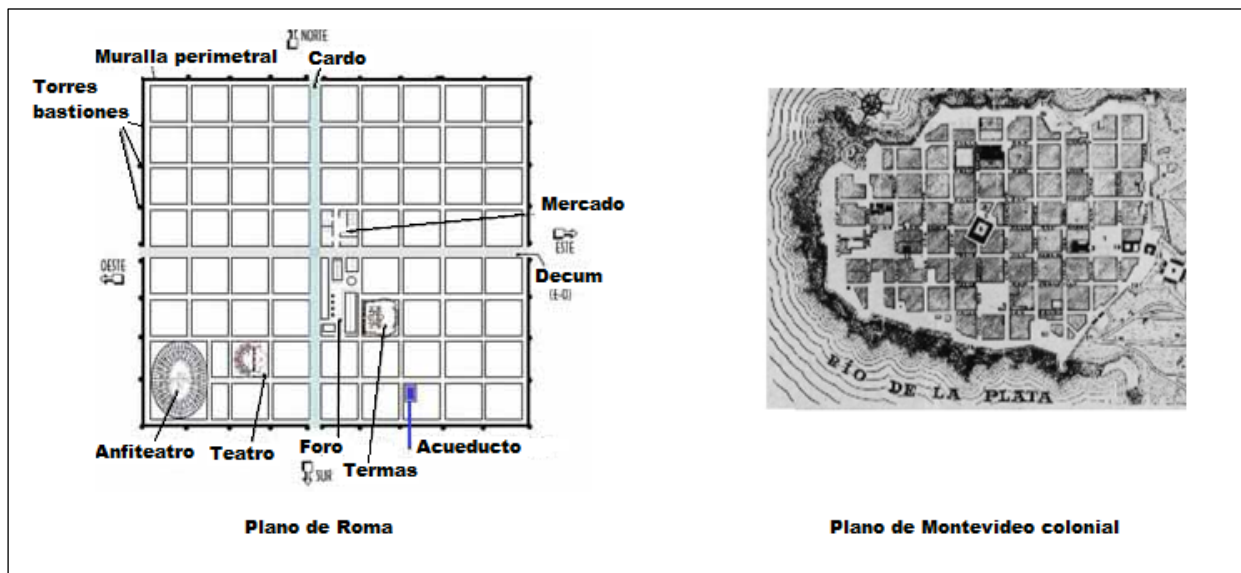 NORTE
Muralla perimetral
Cardo
Torres
bastiones
Mercado
ESTE
OESTE
Decum
(E-O)
Anfiteatro
Teatro
Foro
Termas
Acueducto
SUR
RÍO DE LA PLATA
Plano de Roma
Plano de Montevideo colonial